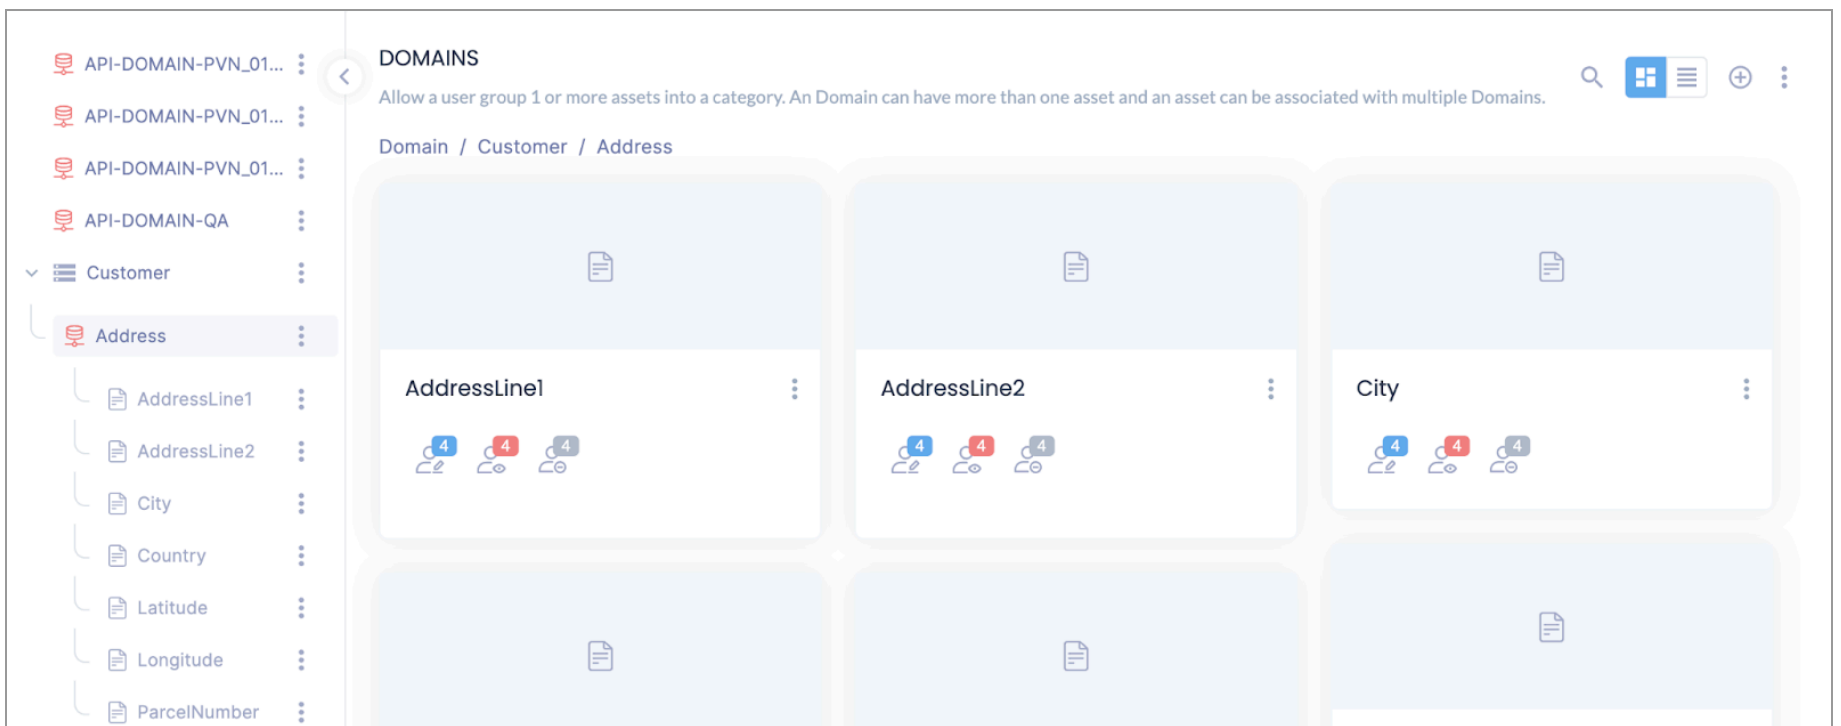 API-DOMAIN-PVN_01...
API-DOMAIN-PVN_01...
API-DOMAIN-PVN_01...
API-DOMAIN-QA
Customer
Address
AddressLine1
AddressLine2
City
Country
Latitude
Longitude
ParcelNumber
DOMAINS
Allow a user group 1 or more assets into a category. An Domain can have more than one asset and an asset can be associated with multiple Domains.
Domain / Customer / Address
AddressLine1
4 4 4
AddressLine2
4 4 4
City
4 4 4